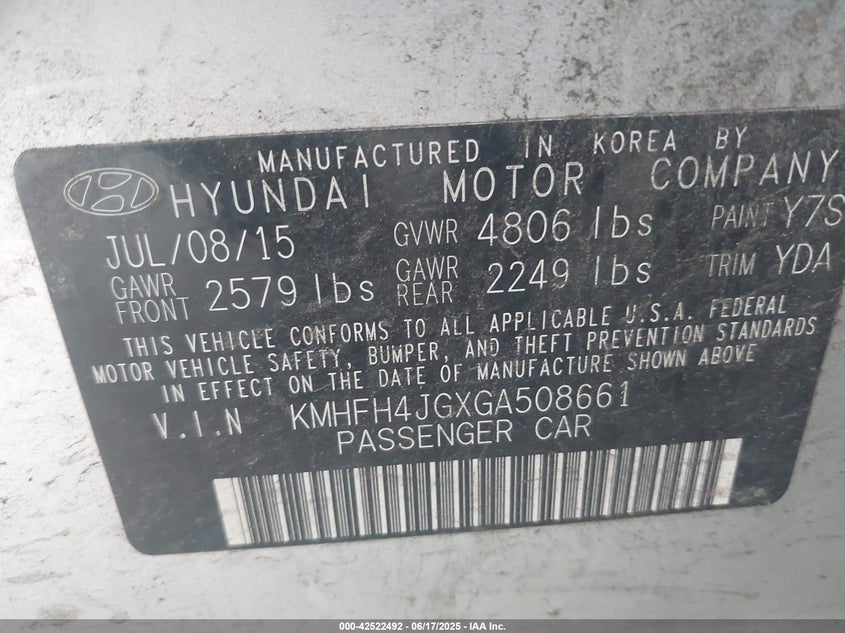 MANUFACTURED IN KOREA BY
HYUNDAI MOTOR COMPANY
JUL/08/15 GVWR 4806 lbs PAINT Y7S
GAWR FRONT 2579 lbs GAWR REAR 2249 lbs TRIM YDA
THIS VEHICLE CONFORMS TO ALL APPLICABLE U.S.A. FEDERAL
MOTOR VEHICLE SAFETY, BUMPER, AND THEFT PREVENTION STANDARDS
IN EFFECT ON THE DATE OF MANUFACTURE SHOWN ABOVE
V.I.N KMHFH4JGXGA508661
PASSENGER CAR
000-42522492 - 06/17/2025 - IAA Inc.